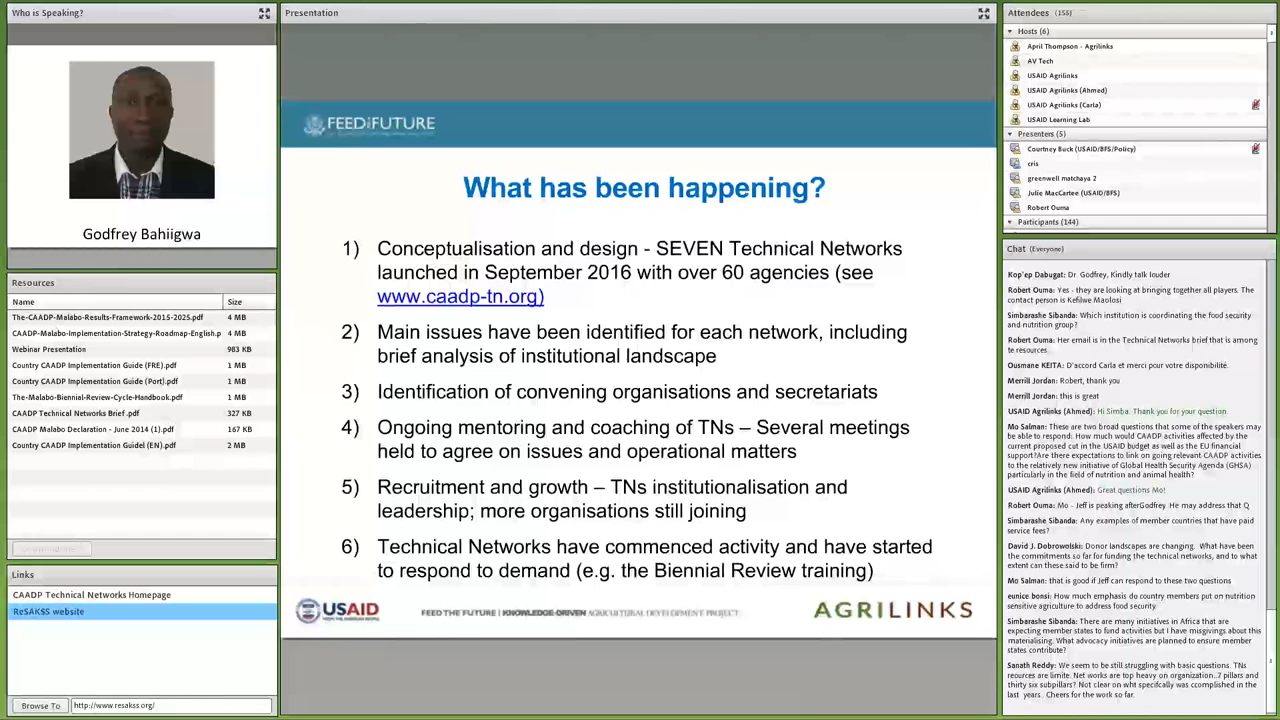 Who is Speaking?
Godfrey Bahiigwa
Resources
Name Size
The-CAADP-Malabo-Results-Framework-2015-2025.pdf 4 MB
CAADP-Malabo-Implementation-Strategy-Roadmap-English.p 4 MB
Webinar Presentation 983 KB
Country CAADP Implementation Guide (FRE).pdf 1 MB
Country CAADP Implementation Guide (Port).pdf 1 MB
The-Malabo-Biennial-Review-Cycle-Handbook.pdf 1 MB
CAADP Technical Networks Brief .pdf 327 KB
CAADP Malabo Declaration - June 2014 (1).pdf 167 KB
Country CAADP Implementation Guidel (EN).pdf 2 MB
Links
CAADP Technical Networks Homepage
ReSAKSS website
Browse To http://www.resakss.org/
Presentation
FEED THE FUTURE
What has been happening?
1) Conceptualisation and design - SEVEN Technical Networks
launched in September 2016 with over 60 agencies (see
www.caadp-tn.org)
2) Main issues have been identified for each network, including
brief analysis of institutional landscape
3) Identification of convening organisations and secretariats
4) Ongoing mentoring and coaching of TNs – Several meetings
held to agree on issues and operational matters
5) Recruitment and growth – TNs institutionalisation and
leadership; more organisations still joining
6) Technical Networks have commenced activity and have started
to respond to demand (e.g. the Biennial Review training)
USAID
FROM THE AMERICAN PEOPLE
FEED THE FUTURE | KNOWLEDGE-DRIVEN AGRICULTURAL DEVELOPMENT PROJECT
AGRILINKS
Attendees (155)
Hosts (6)
April Thompson - Agrilinks
AV Tech
USAID Agrilinks
USAID Agrilinks (Ahmed)
USAID Agrilinks (Carla)
USAID Learning Lab
Presenters (5)
Courtney Buck (USAID/BFS/Policy)
cris
greenwell matchaya 2
Julie MacCartee (USAID/BFS)
Robert Ouma
Participants (144)
Chat (Everyone)
Kop'ep Dabugat: Dr. Godfrey, Kindly talk louder
Robert Ouma: Yes - they are looking at bringing together all players. The
contact person is Kefilwe Maolosi
Simbarashe Sibanda: Which institution is coordinating the food security
and nutrition group?
Robert Ouma: Her email is in the Technical Networks brief that is among
te resources
Ousmane KEITA: D'accord Carla et merci pour votre disponibilité.
Merrill Jordan: Robert, thank you
Merrill Jordan: this is great
USAID Agrilinks (Ahmed): Hi Simba: Thank you for your question.
Mo Salman: These are two broad questions that some of the speakers may
be able to respond: How much would CAADP activities affected by the
current proposed cut in the USAID budget as well as the EU financial
support?Are there expectations to link on going relevant CAADP activities
to the relatively new initiative of Global Health Security Agenda (GHSA)
particularly in the field of nutrition and animal health?
USAID Agrilinks (Ahmed): Great questions Mo!
Robert Ouma: Mo - Jeff is peaking afterGodfrey. He may address that Q
Simbarashe Sibanda: Any examples of member countries that have paid
service fees?
David J. Dobrowolski: Donor landscapes are changing. What have been
the commitments so far for funding the technical networks, and to what
extent can these said to be firm?
Mo Salman: that is good if Jeff can respond to these two questions
eunice bonsi: How much emphasis do country members put on nutrition
sensitive agriculture to address food security.
Simbarashe Sibanda: There are many initiatives in Africa that are
expecting member states to fund activities but I have misgivings about this
materialising. What advocacy initiatives are planned to ensure member
states contribute?
Sanath Reddy: We seem to be still struggling with basic questions. TNs
reources are limite. Net works are top heavy on organization..7 pillars and
thirty six subpillars? Not clear on wht specifcally was complished in the
last years . Cheers for the work so far.